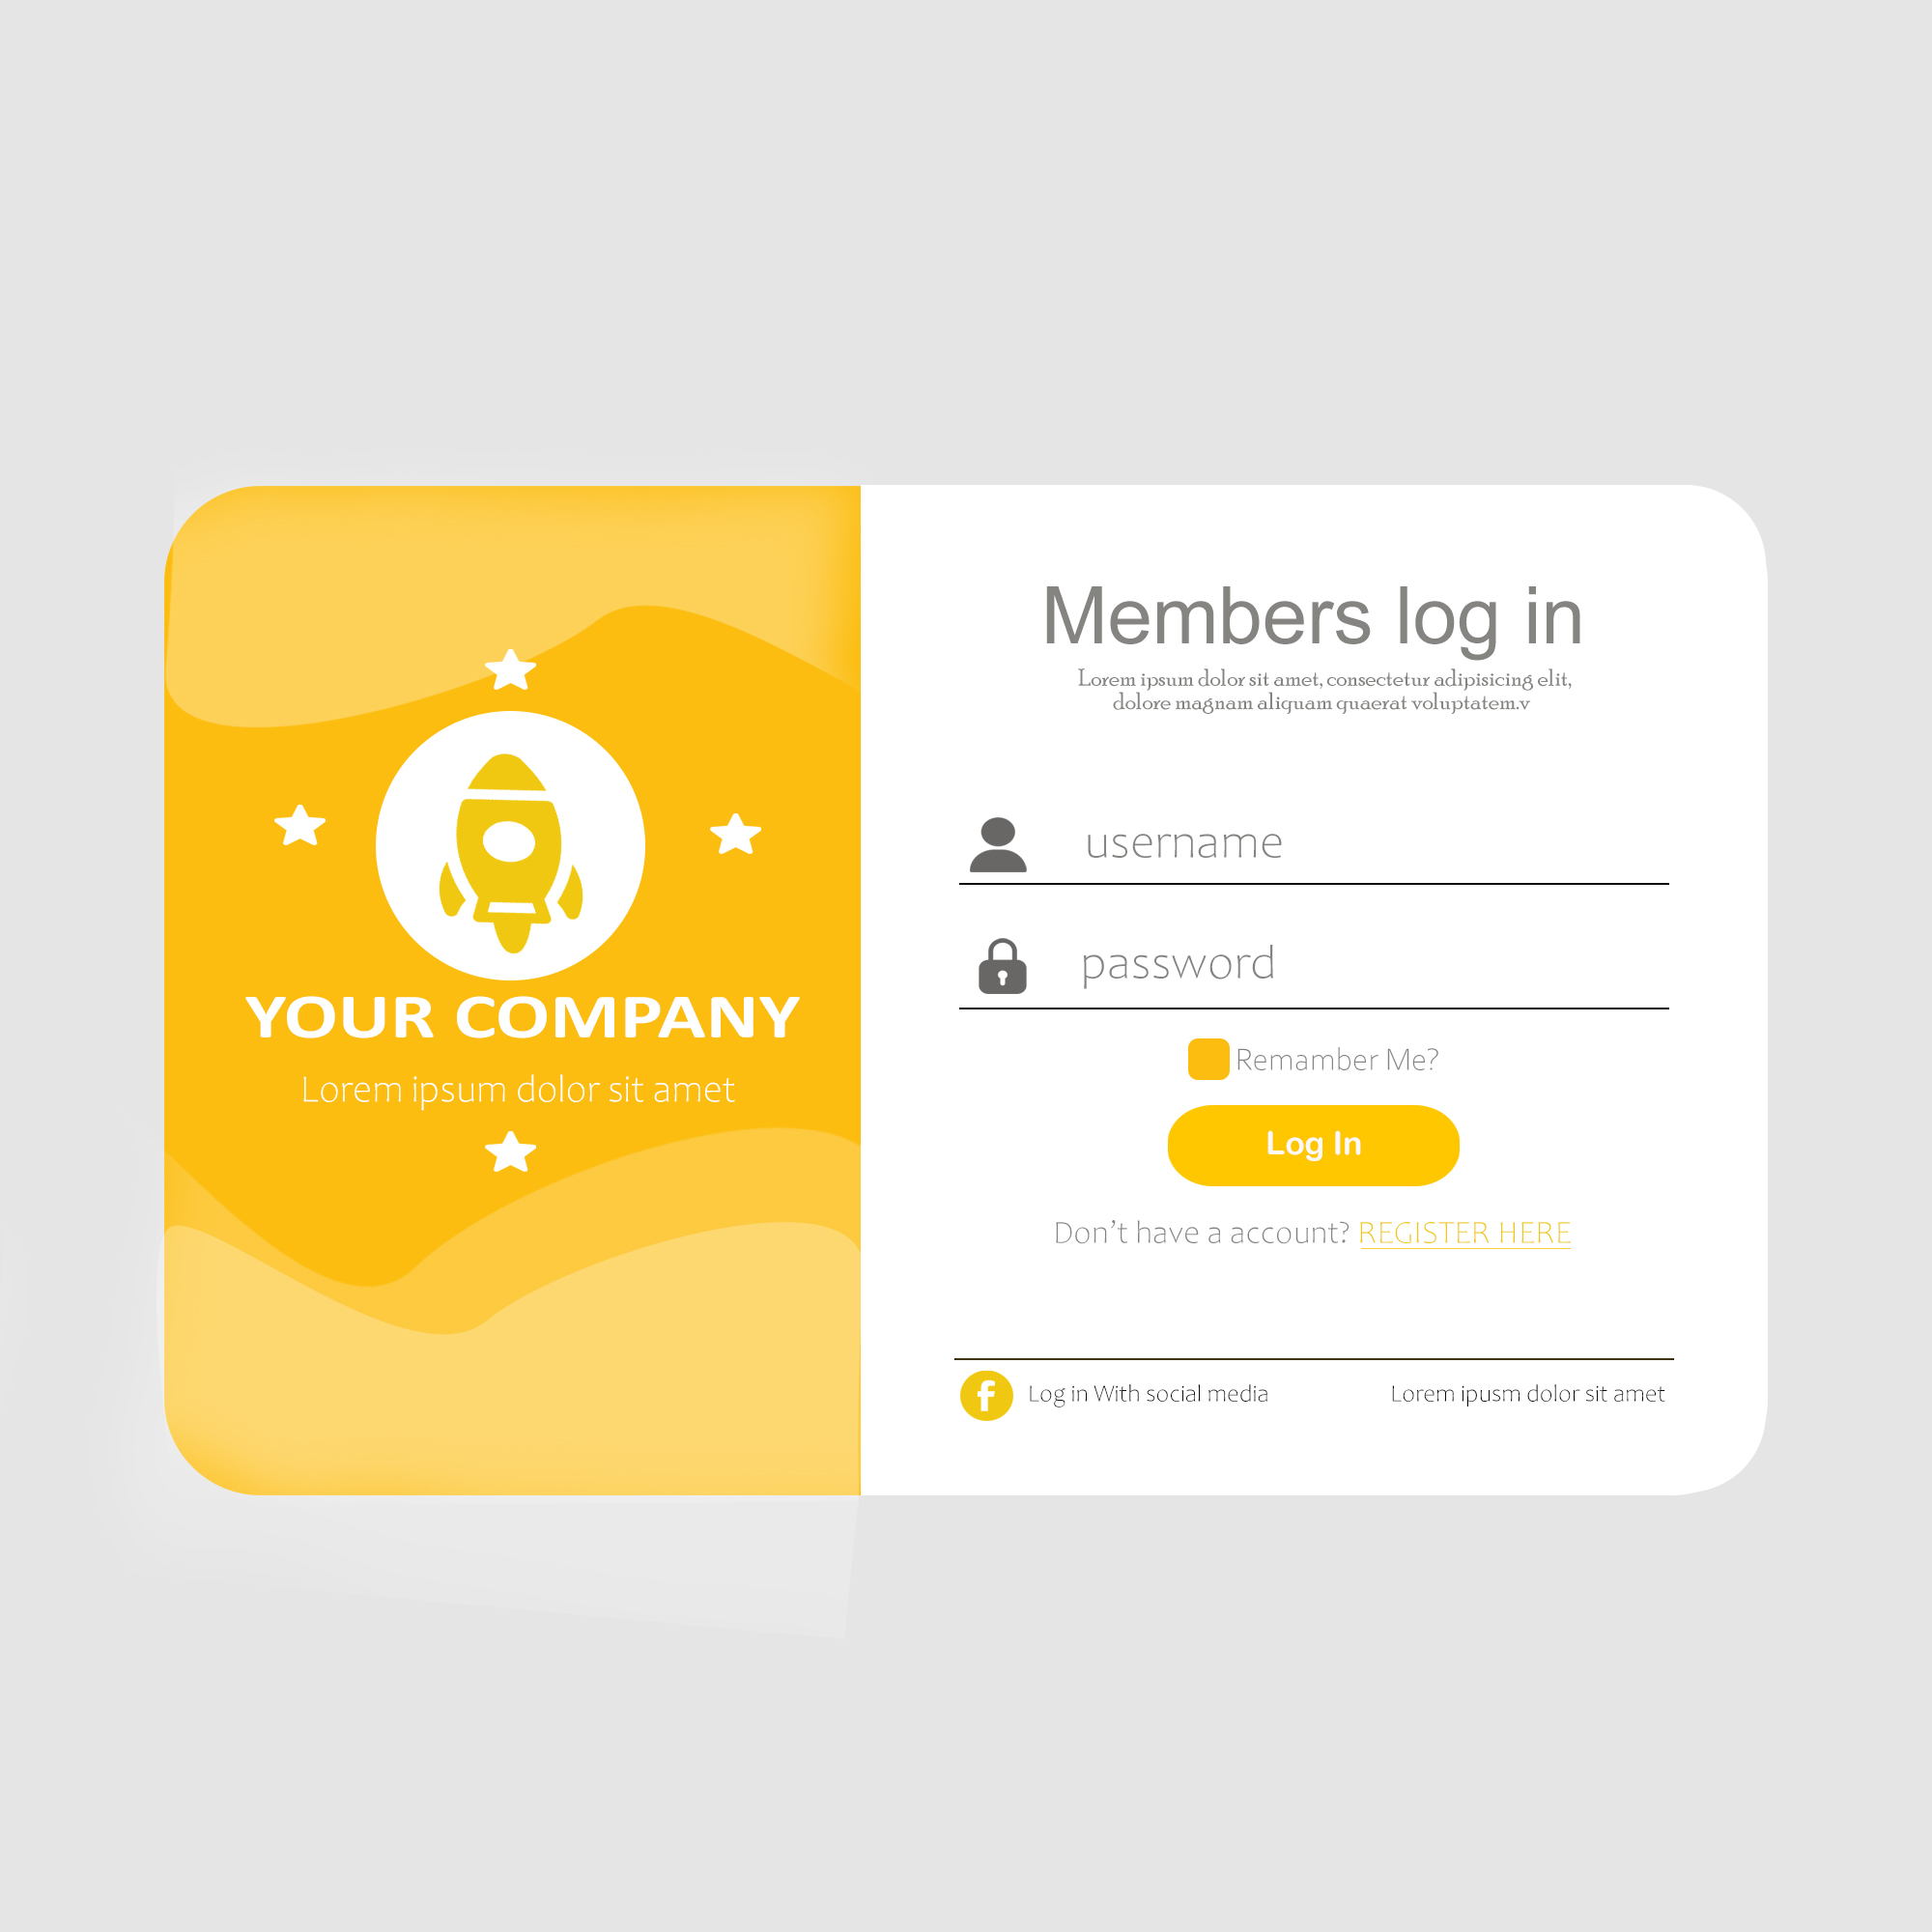 YOUR COMPANY
Lorem ipsum dolor sit amet
Members log in
Lorem ipsum dolor sit amet, consectetur adipisicing elit,
dolore magnam aliquam quaerat voluptatem.v
username
password
Remamber Me?
Log In
Don’t have a account? REGISTER HERE
Log in With social media
Lorem ipusm dolor sit amet